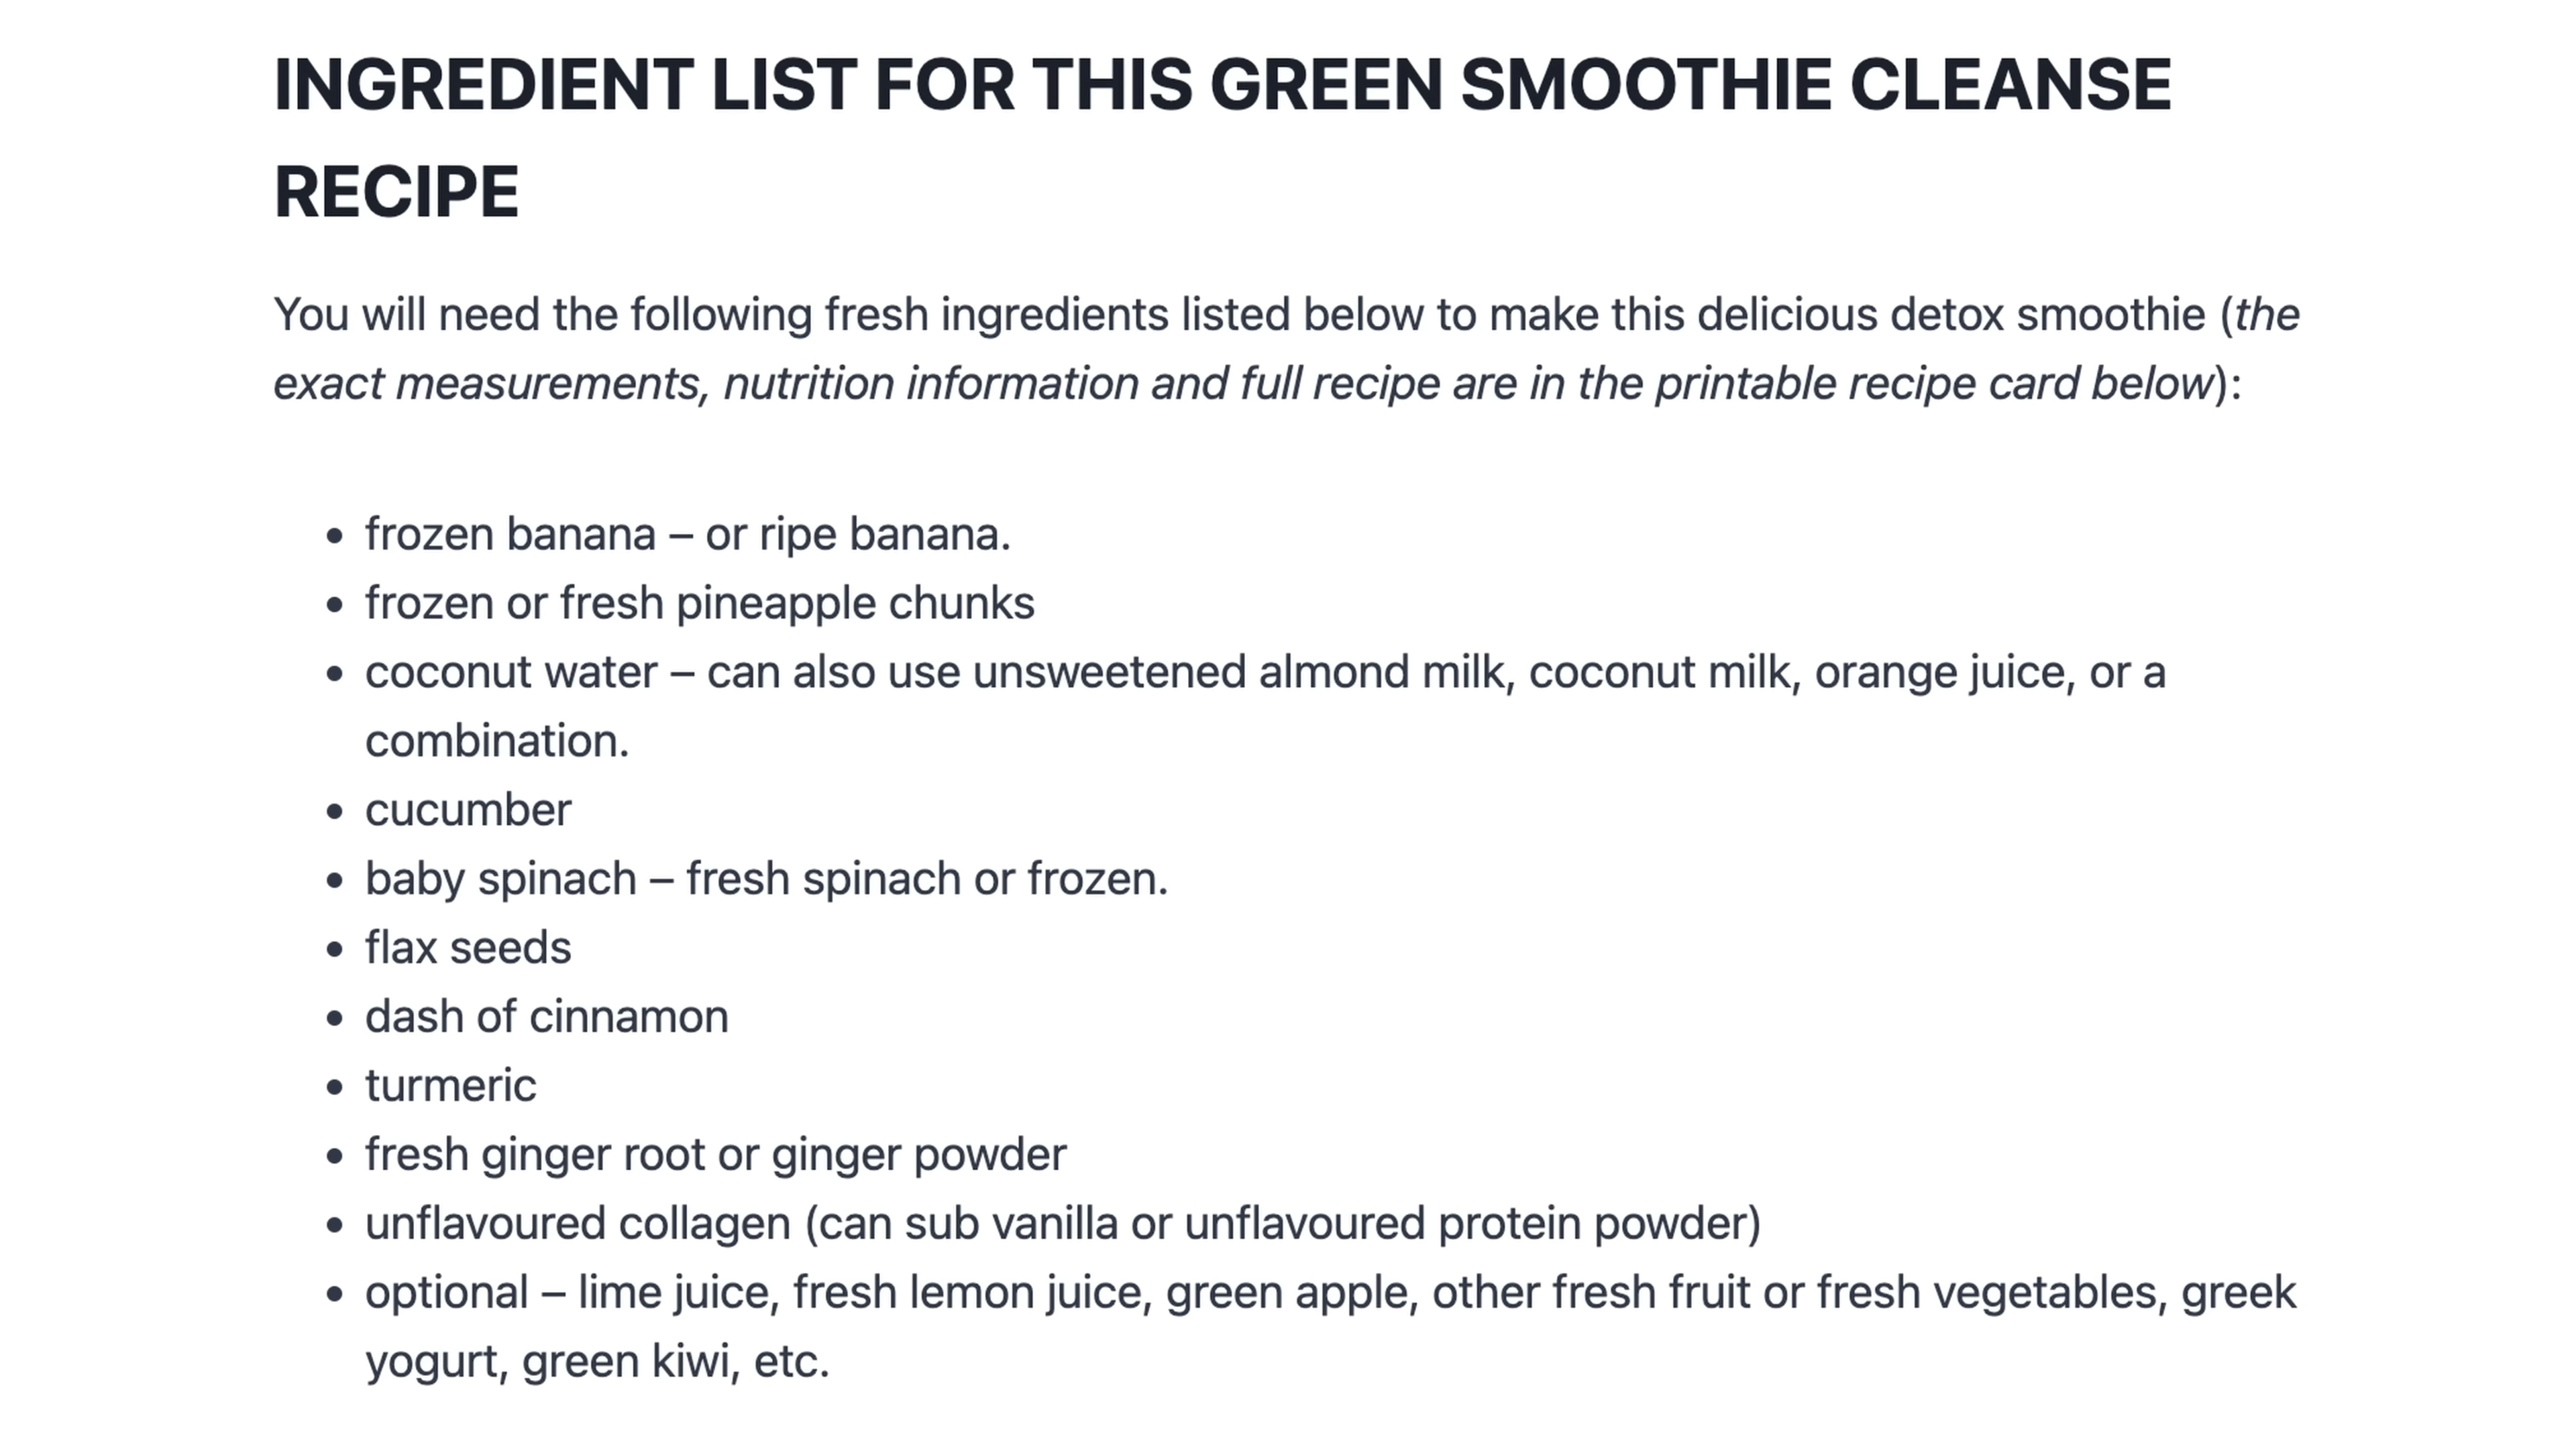 INGREDIENT LIST FOR THIS GREEN SMOOTHIE CLEANSE
RECIPE
You will need the following fresh ingredients listed below to make this delicious detox smoothie (the
exact measurements, nutrition information and full recipe are in the printable recipe card below):
• frozen banana – or ripe banana.
• frozen or fresh pineapple chunks
• coconut water – can also use unsweetened almond milk, coconut milk, orange juice, or a
combination.
• cucumber
• baby spinach – fresh spinach or frozen.
• flax seeds
• dash of cinnamon
• turmeric
• fresh ginger root or ginger powder
• unflavoured collagen (can sub vanilla or unflavoured protein powder)
• optional – lime juice, fresh lemon juice, green apple, other fresh fruit or fresh vegetables, greek
yogurt, green kiwi, etc.